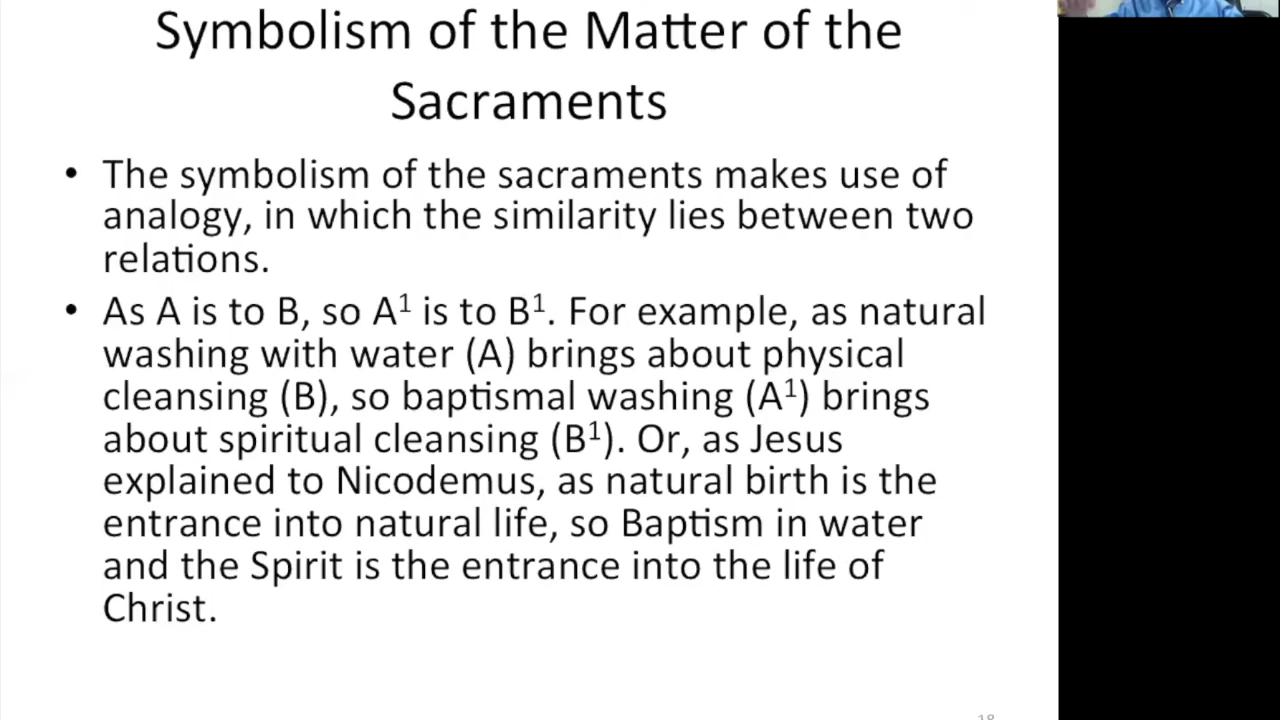 Symbolism of the Matter of the
Sacraments
• The symbolism of the sacraments makes use of
analogy, in which the similarity lies between two
relations.
• As A is to B, so A¹ is to B¹. For example, as natural
washing with water (A) brings about physical
cleansing (B), so baptismal washing (A¹) brings
about spiritual cleansing (B¹). Or, as Jesus
explained to Nicodemus, as natural birth is the
entrance into natural life, so Baptism in water
and the Spirit is the entrance into the life of
Christ.
18